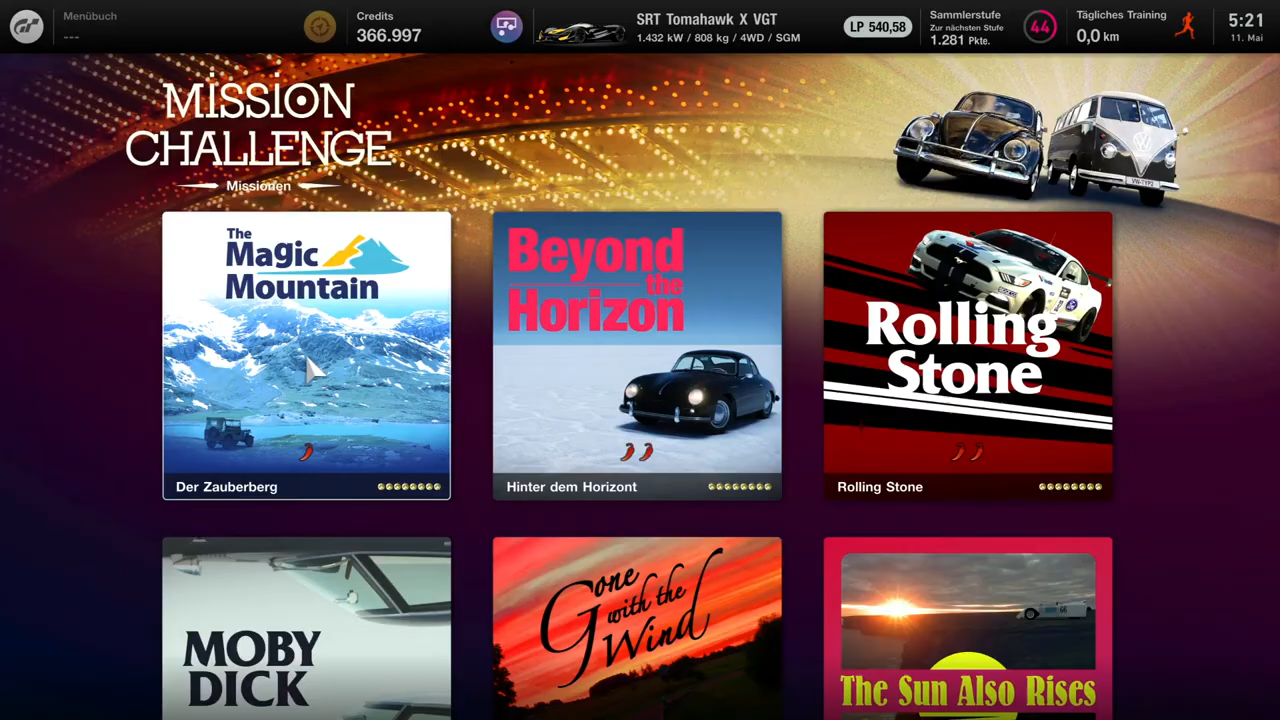 Menübuch
---
Credits
366.997
SRT Tomahawk X VGT
1.432 kW / 808 kg / 4WD / SGM
LP 540,58
Sammlerstufe
Zur nächsten Stufe
1.281 Pkte.
44
Tägliches Training
0,0 km
5:21
11. Mai
MISSION
CHALLENGE
Missionen
The
Magic
Mountain
Der Zauberberg
Beyond
the
Horizon
Hinter dem Horizont
Rolling
Stone
Rolling Stone
MOBY
DICK
Gone
with the
Wind
The Sun Also Rises